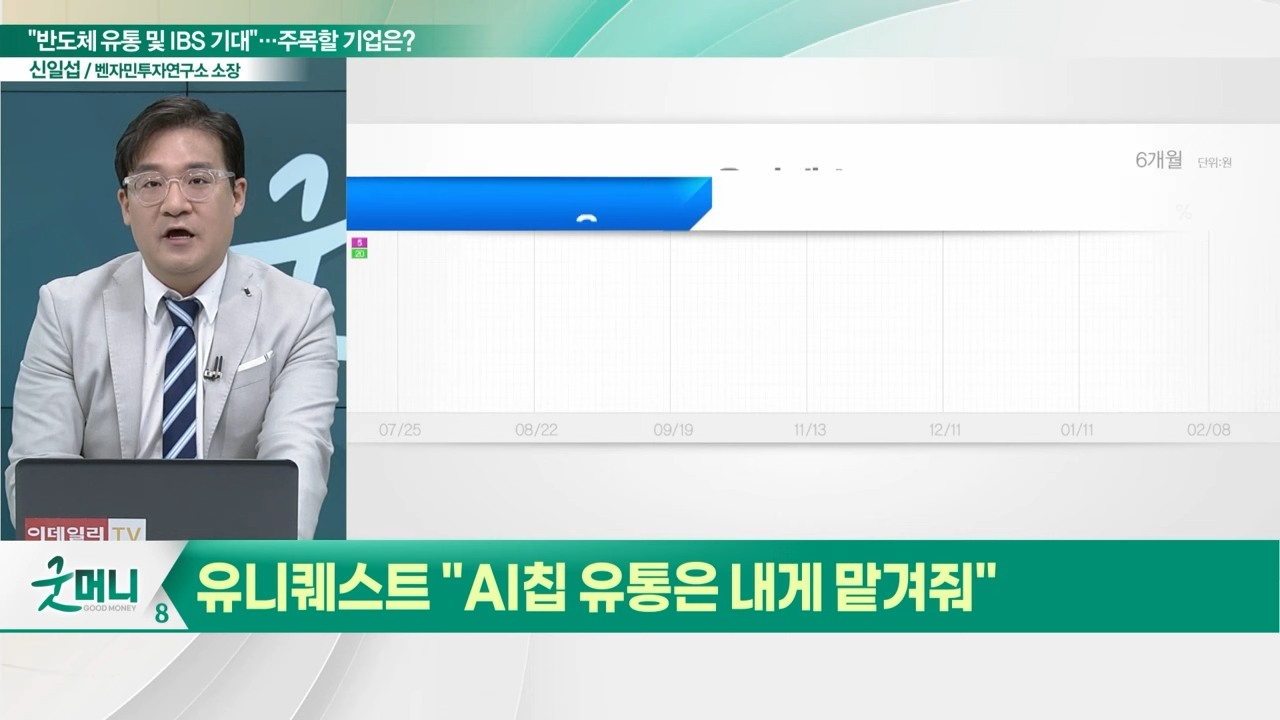 "반도체 유통 및 IBS 기대"…주목할 기업은?
신일섭 / 벤자민투자연구소 소장
6개월 단위:원
%
5
20
07/25 08/22 09/19 11/13 12/11 01/11 02/08
이데일리 TV
굿머니
GOOD MONEY
8
유니퀘스트 "AI칩 유통은 내게 맡겨줘"